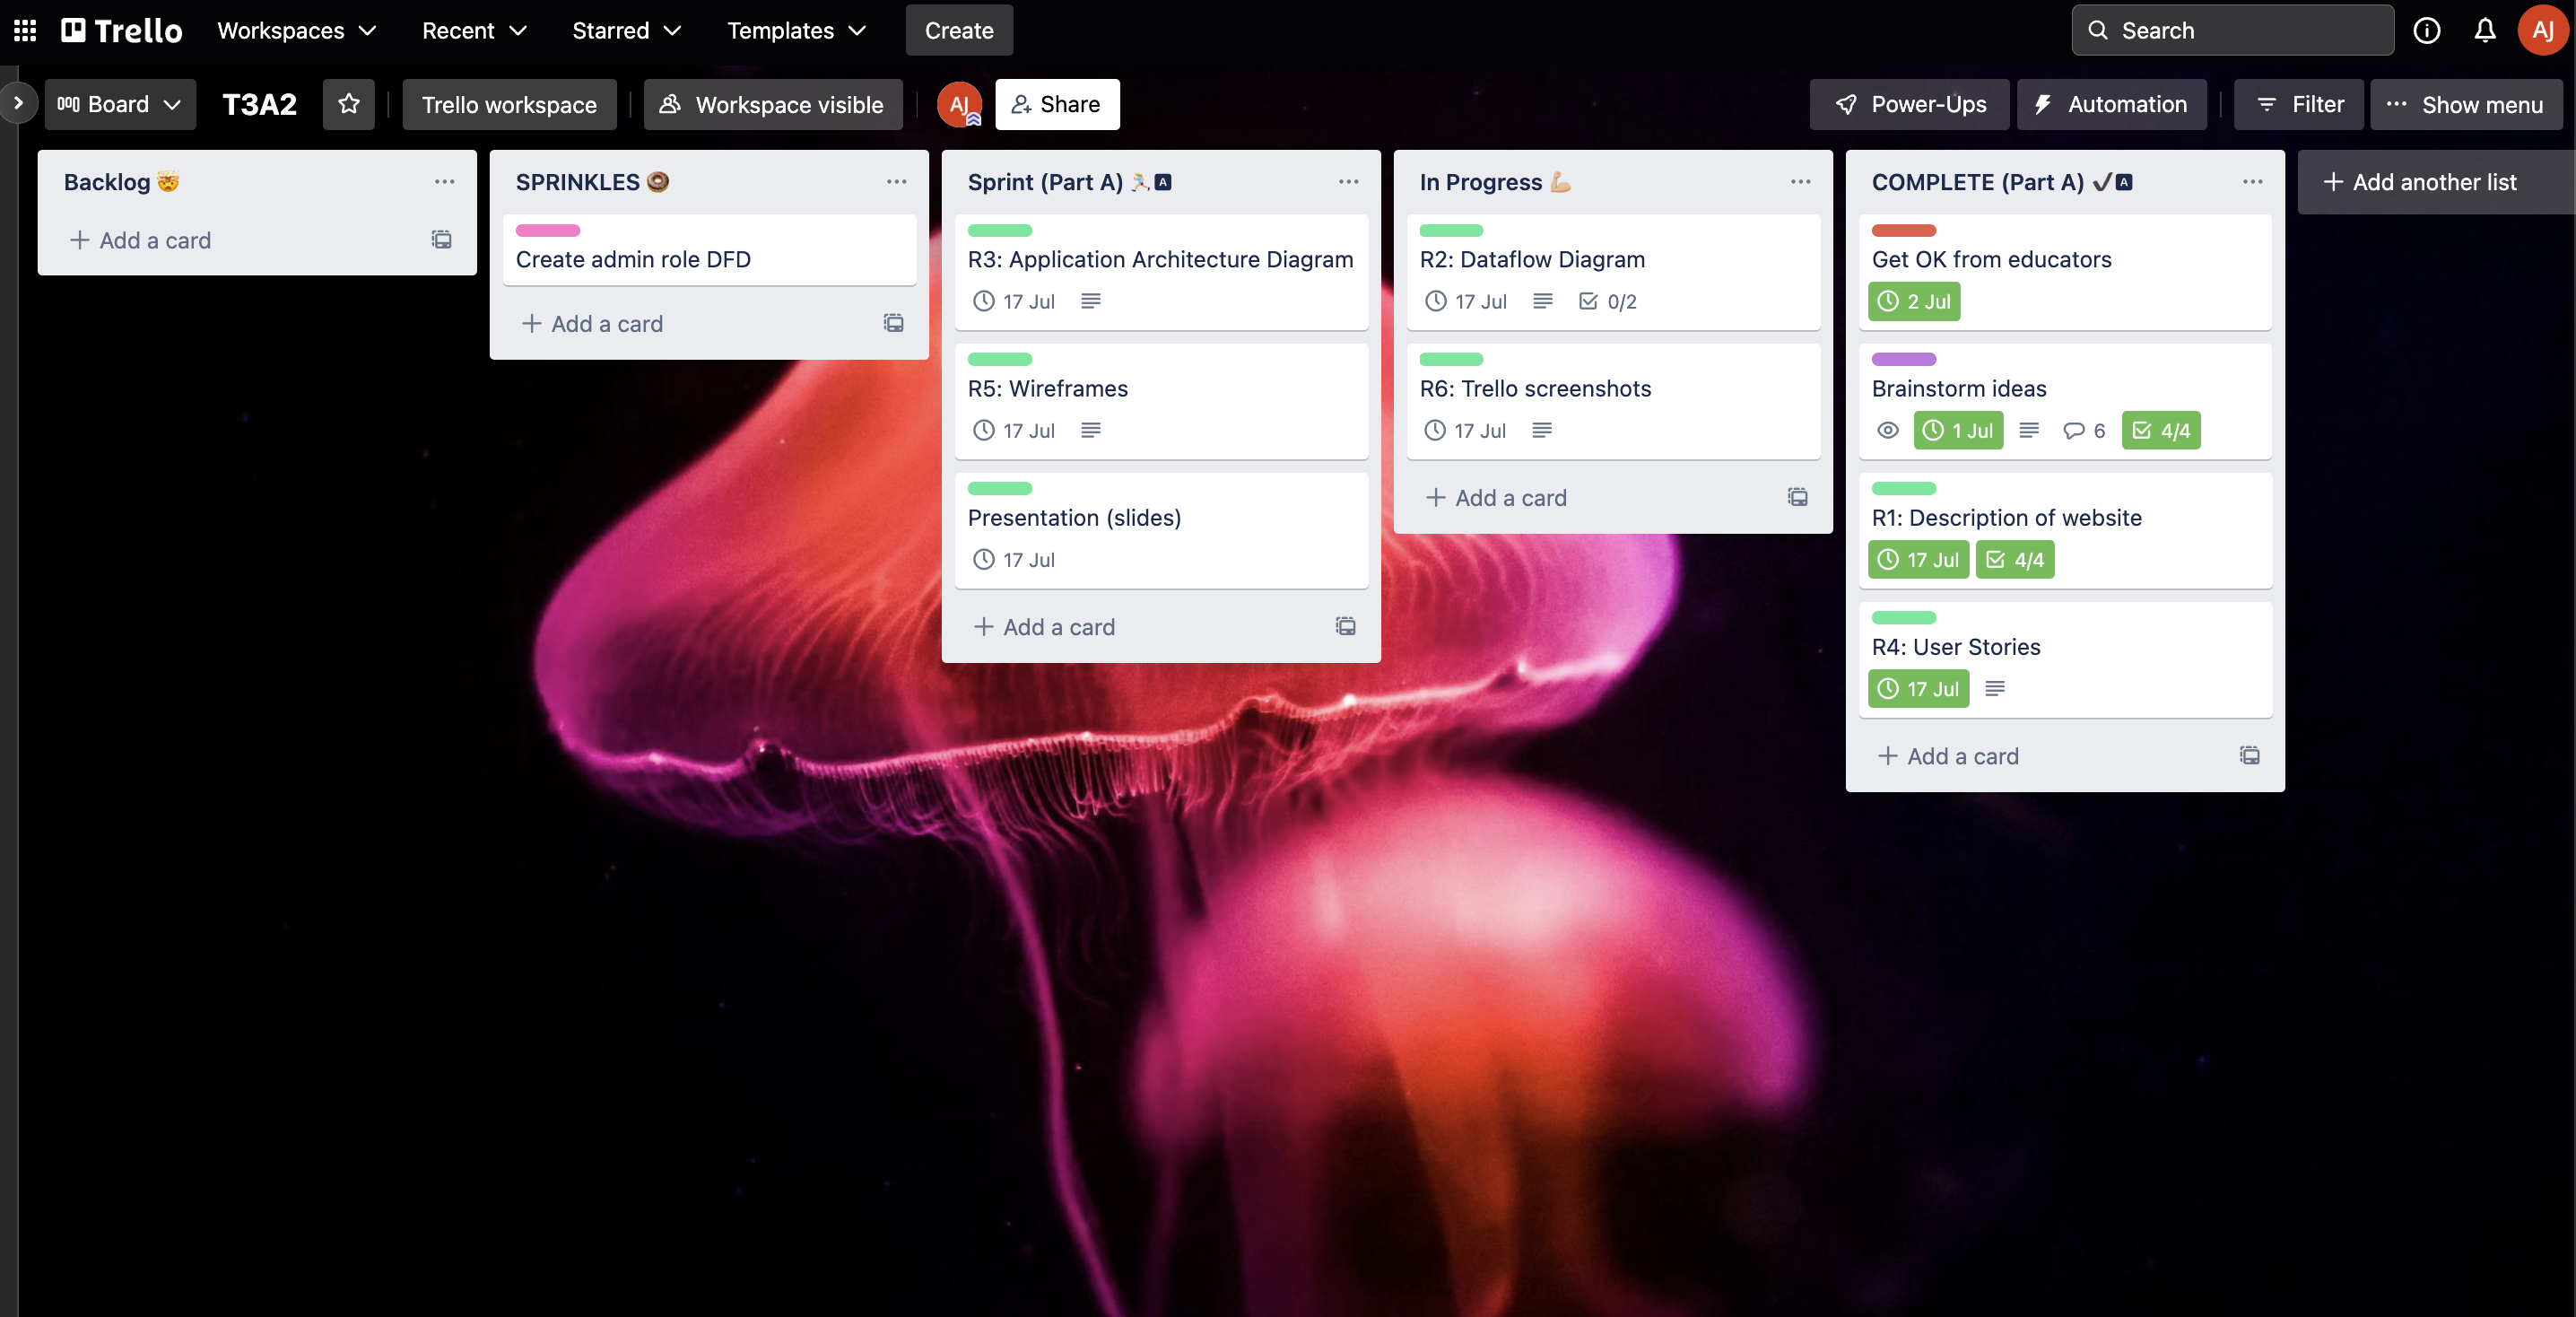 Trello Workspaces Recent Starred Templates Create Search AJ
Board T3A2 Trello workspace Workspace visible AJ Share Power-Ups Automation Filter Show menu
Backlog 🤯
Add a card
SPRINKLES 🍩
Create admin role DFD
Add a card
Sprint (Part A) 🏃🏻🅰
R3: Application Architecture Diagram
17 Jul
R5: Wireframes
17 Jul
Presentation (slides)
17 Jul
Add a card
In Progress 💪🏼
R2: Dataflow Diagram
17 Jul 0/2
R6: Trello screenshots
17 Jul
Add a card
COMPLETE (Part A) ✔🅰
Get OK from educators
2 Jul
Brainstorm ideas
1 Jul 6 4/4
R1: Description of website
17 Jul 4/4
R4: User Stories
17 Jul
Add a card
Add another list